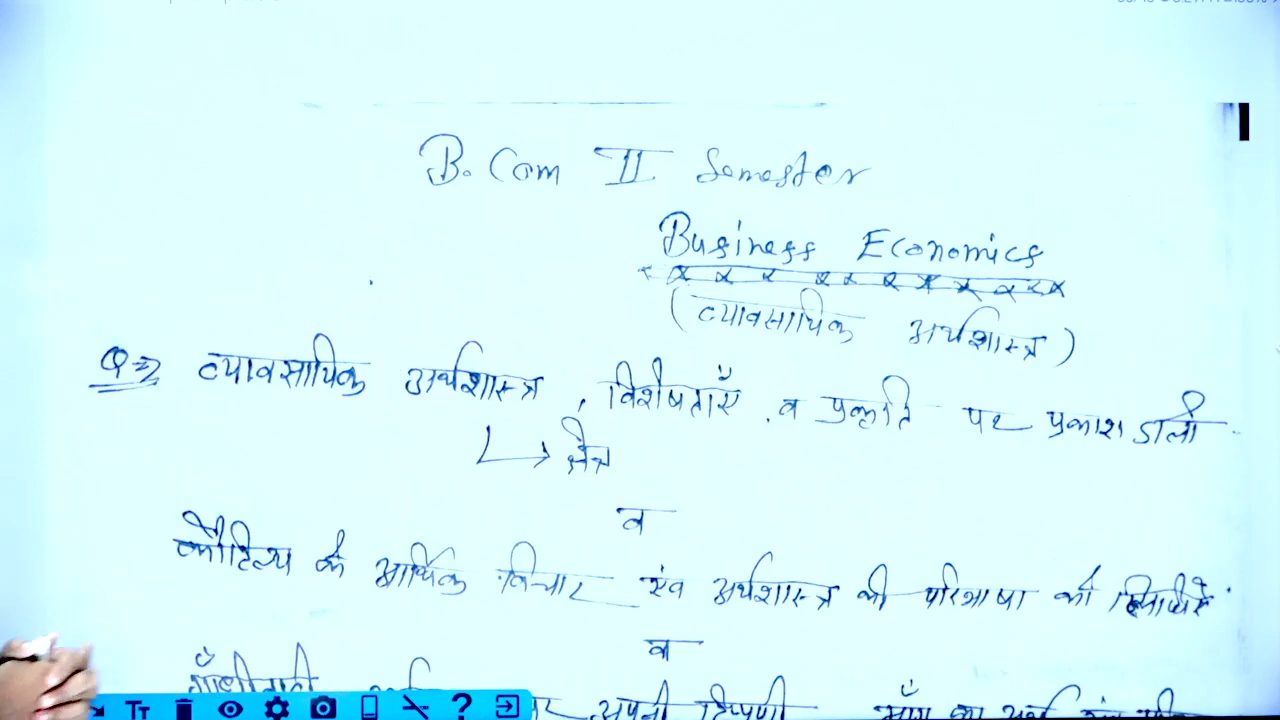 B. Com II Semester
Business Economics
(व्यावसायिक अर्थशास्त्र)
Q⇒ व्यावसायिक अर्थशास्त्र , विशेषताएँ , व प्रकृति पर प्रकाश डालो
↳ क्षेत्र
व
कौटिल्य के आर्थिक विचार एंव अर्थशास्त्र की परिभाषा को
व
गाँधीवादी अपनी टिप्पणी माँग का अर्थ एंव